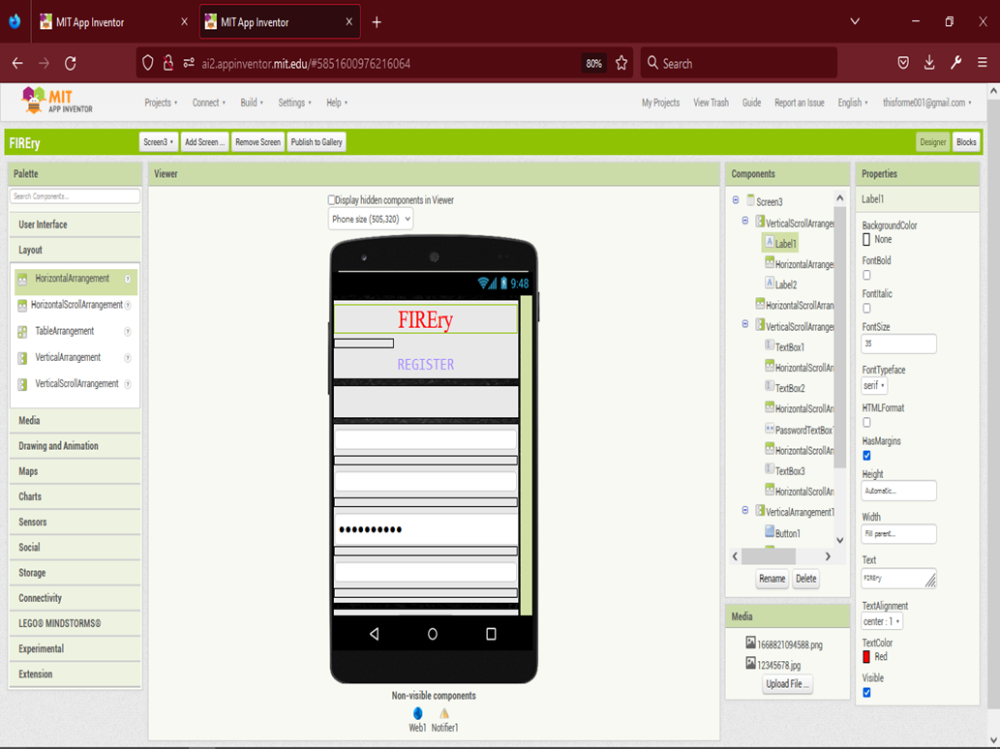 MIT App Inventor
MIT App Inventor
ai2.appinventor.mit.edu/#5851600976216064
80%
Search
MIT
APP INVENTOR
Projects
Connect
Build
Settings
Help
My Projects
View Trash
Guide
Report an Issue
English
thisforme001@gmail.com
FIREry
Screen3
Add Screen ...
Remove Screen
Publish to Gallery
Designer
Blocks
Palette
Search Components...
User Interface
Layout
HorizontalArrangement
HorizontalScrollArrangement
TableArrangement
VerticalArrangement
VerticalScrollArrangement
Media
Drawing and Animation
Maps
Charts
Sensors
Social
Storage
Connectivity
LEGO® MINDSTORMS®
Experimental
Extension
Viewer
Display hidden components in Viewer
Phone size (505,320)
9:48
FIREry
REGISTER
Non-visible components
Web1 Notifier1
Components
Screen3
VerticalScrollArrange
Label1
HorizontalArrange
Label2
HorizontalScrollArran
VerticalScrollArrange
TextBox1
HorizontalScrollAr
TextBox2
HorizontalScrollAr
PasswordTextBox
HorizontalScrollAr
TextBox3
HorizontalScrollAr
VerticalArrangement1
Button1
Rename
Delete
Media
1668821094588.png
12345678.jpg
Upload File ...
Properties
Label1
BackgroundColor
None
FontBold
FontItalic
FontSize
35
FontTypeface
serif
HTMLFormat
HasMargins
Height
Automatic...
Width
Fill parent...
Text
FIREry
TextAlignment
center : 1
TextColor
Red
Visible